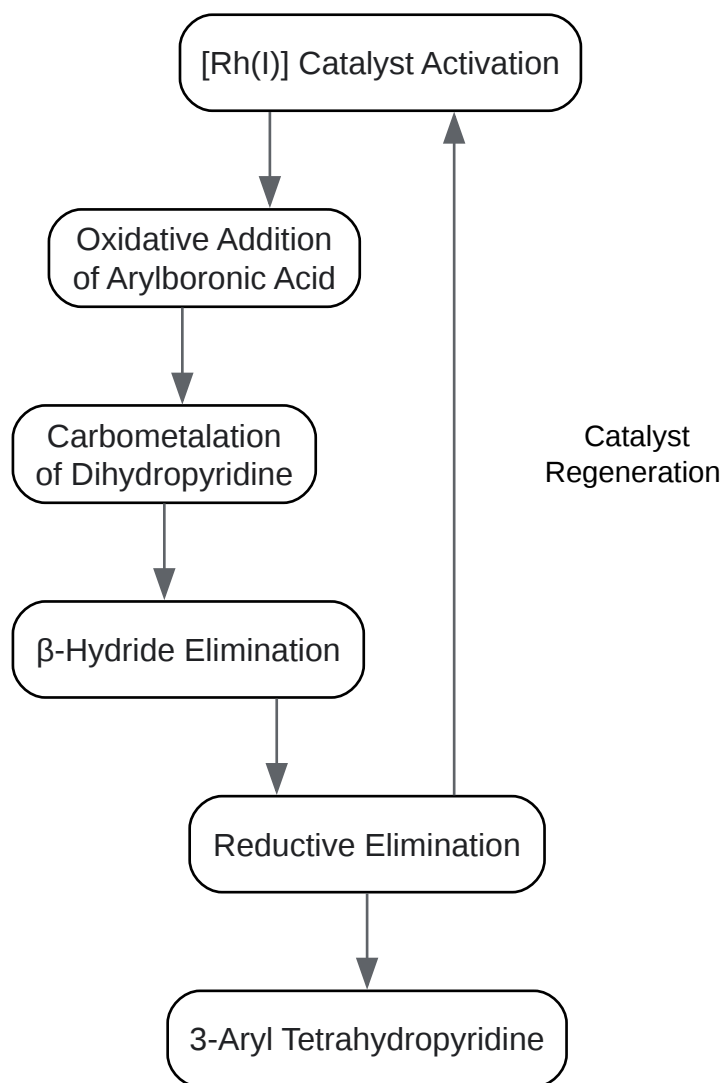 [Rh(I)] Catalyst Activation
Oxidative Addition
of Arylboronic Acid
Carbometalation
of Dihydropyridine
Catalyst
Regeneration
β-Hydride Elimination
Reductive Elimination
3-Aryl Tetrahydropyridine